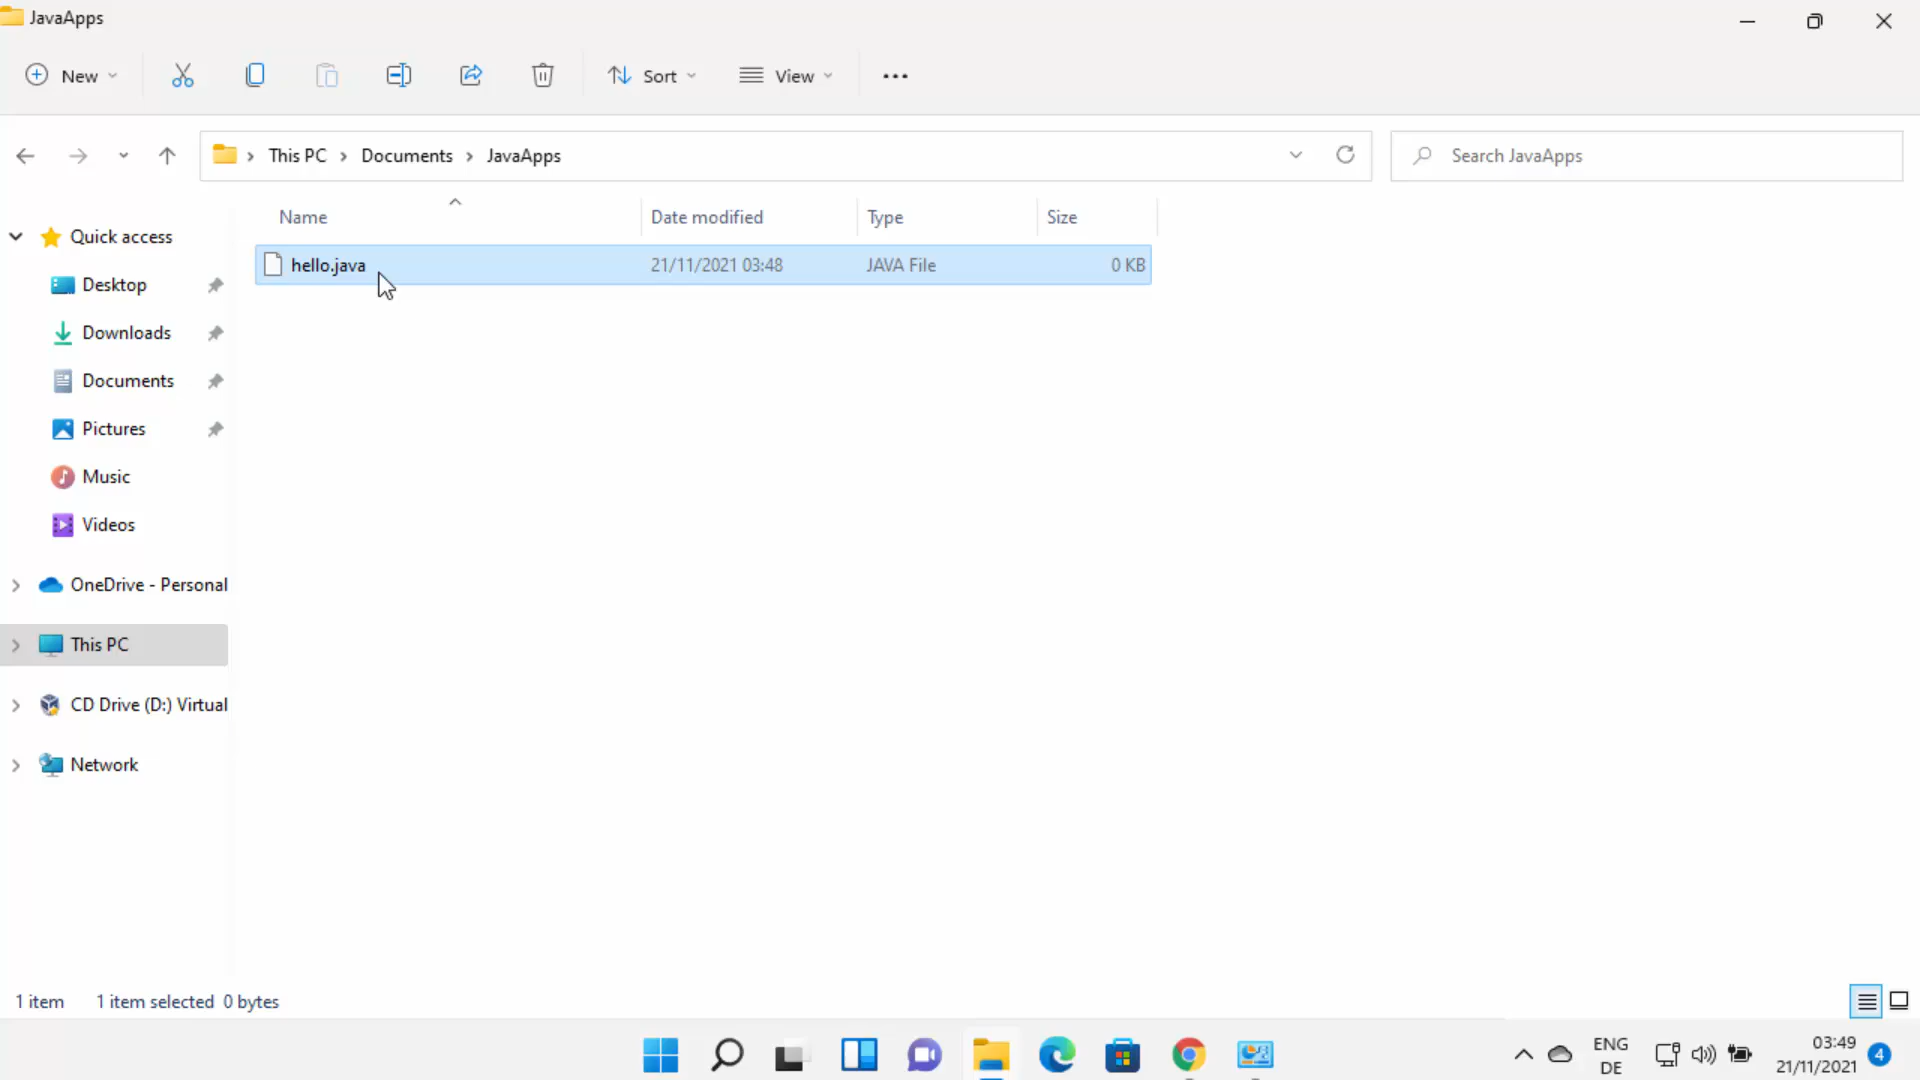 JavaApps
New
Sort
View
This PC
Documents
JavaApps
Search JavaApps
Name
Date modified
Type
Size
hello.java
21/11/2021 03:48
JAVA File
0 KB
Quick access
Desktop
Downloads
Documents
Pictures
Music
Videos
OneDrive - Personal
This PC
CD Drive (D:) Virtual
Network
1 item
1 item selected 0 bytes
ENG
DE
03:49
21/11/2021
4